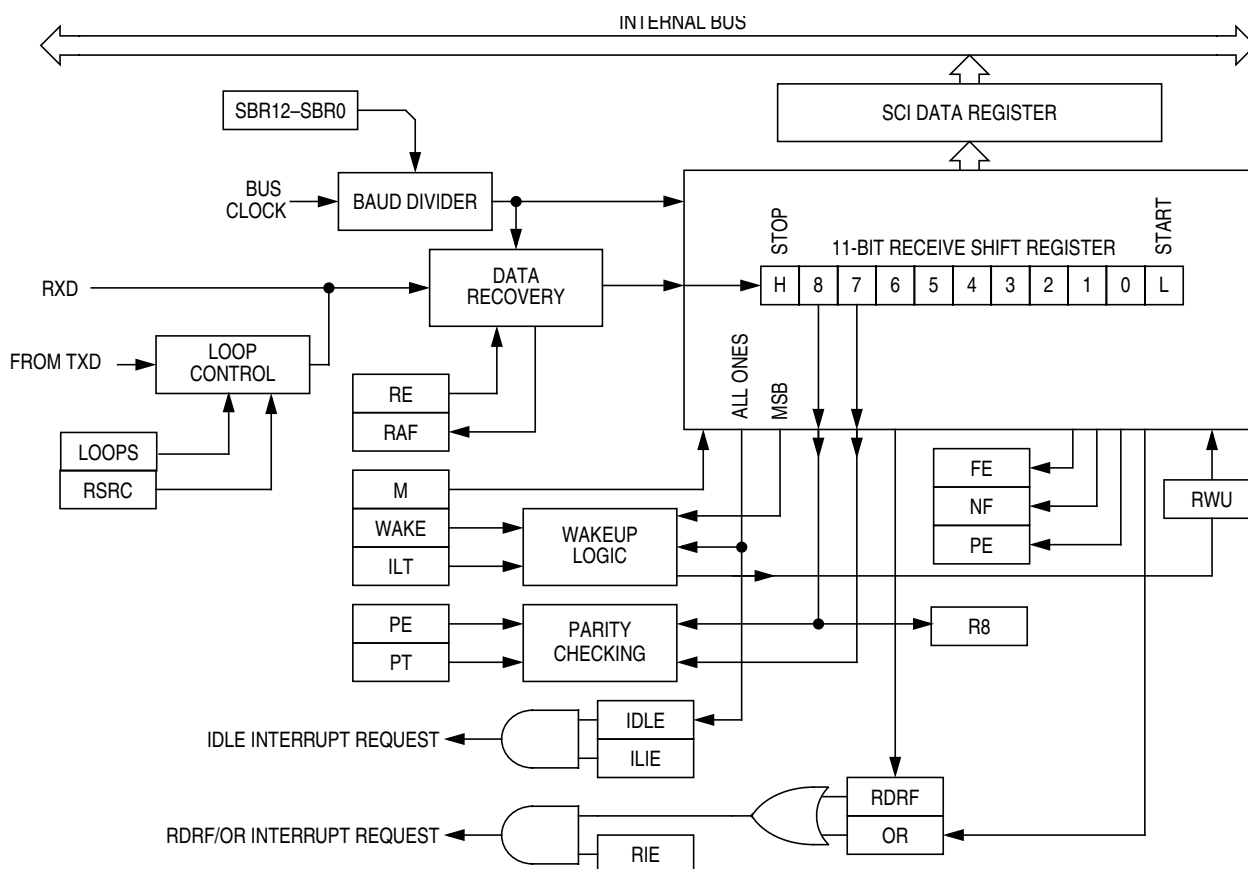 INTERNAL BUS
SBR12–SBR0
SCI DATA REGISTER
BUS
CLOCK
BAUD DIVIDER
STOP
11-BIT RECEIVE SHIFT REGISTER
START
RXD
DATA
RECOVERY
H 8 7 6 5 4 3 2 1 0 L
FROM TXD
LOOP
CONTROL
ALL ONES
MSB
RE
RAF
LOOPS
RSRC
M
WAKE
ILT
WAKEUP
LOGIC
FE
NF
PE
RWU
PE
PT
PARITY
CHECKING
R8
IDLE INTERRUPT REQUEST
IDLE
ILIE
RDRF/OR INTERRUPT REQUEST
RDRF
OR
RIE